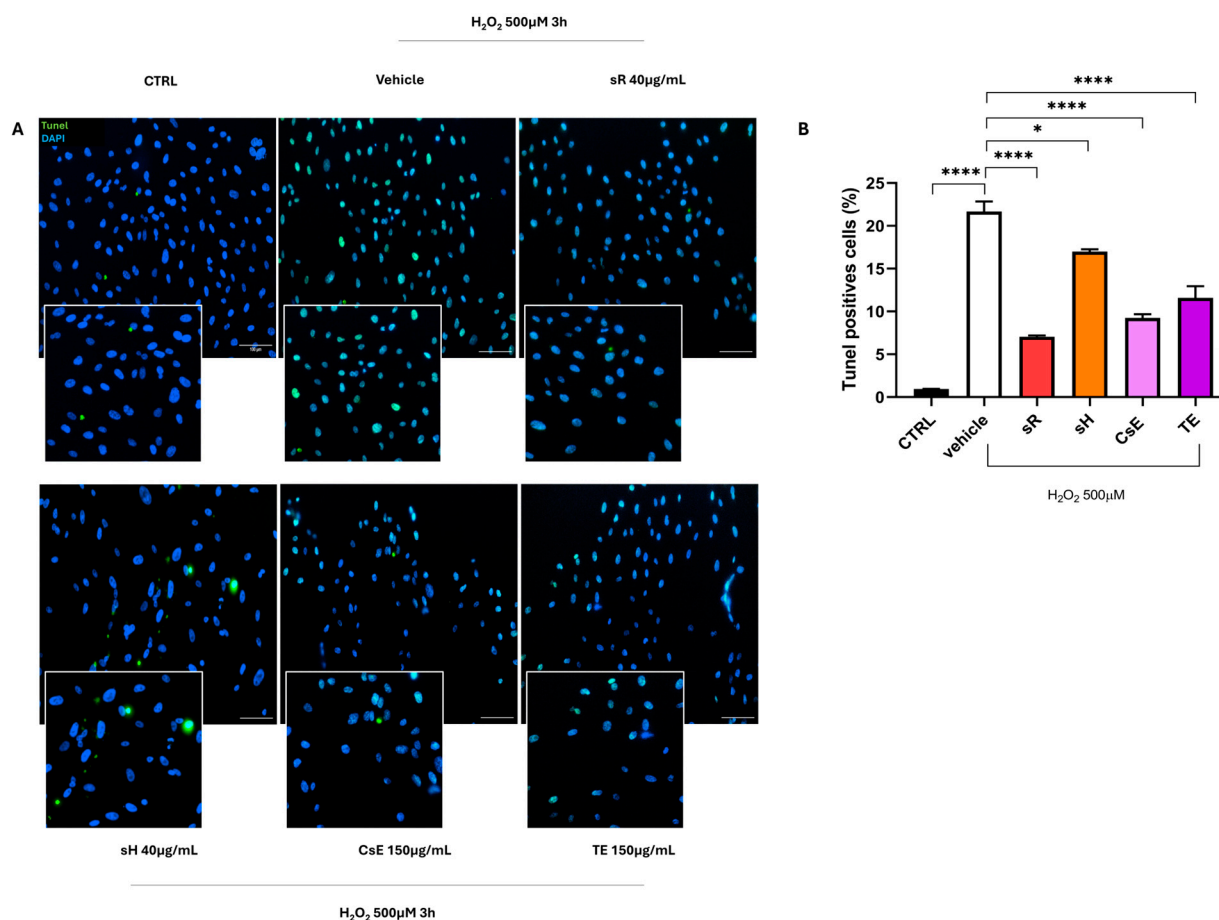 H₂O₂ 500µM 3h
CTRL
Vehicle
sR 40µg/mL
A
Tunel
DAPI
100 µm
sH 40µg/mL
CsE 150µg/mL
TE 150µg/mL
H₂O₂ 500µM 3h
B
****
****
*
****
****
Tunel positives cells (%)
25
20
15
10
5
0
CTRL
vehicle
sR
sH
CsE
TE
H₂O₂ 500µM